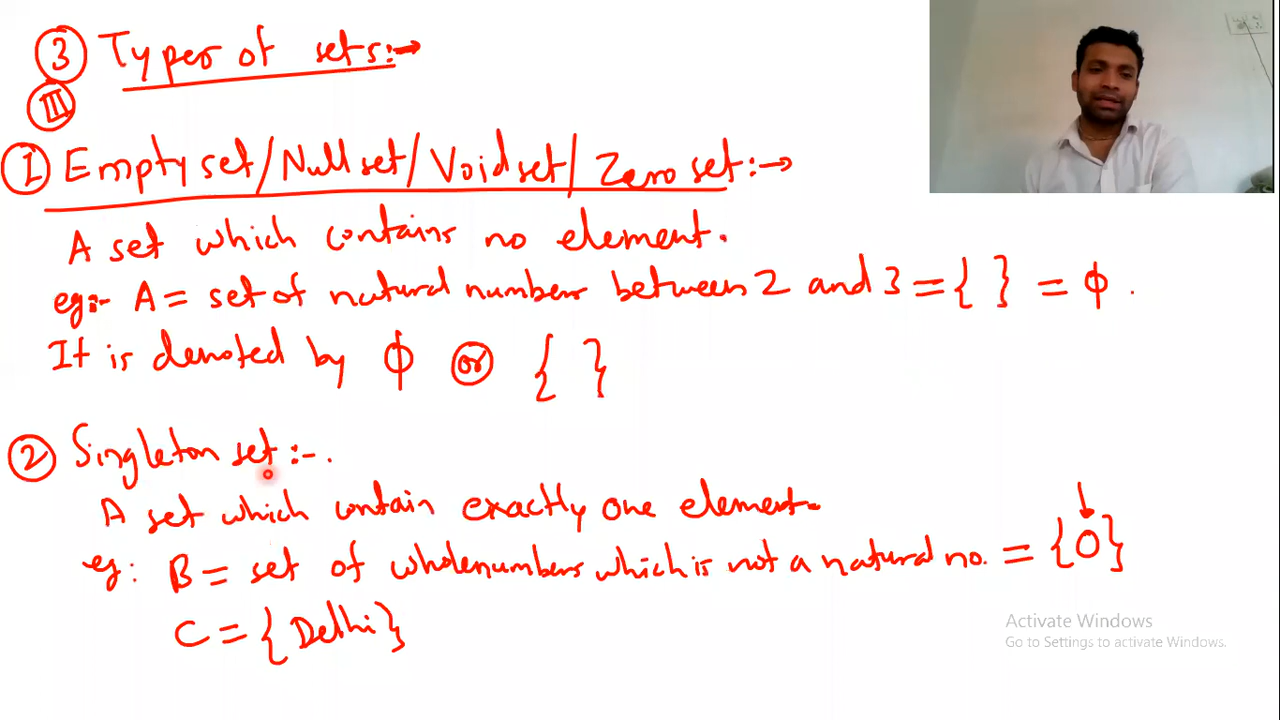 ③ Types of sets:→
III
① Empty set/Null set/Void set/Zero set:→
A set which contains no element.
eg:- A = set of natural numbers between 2 and 3 = { } = ϕ.
It is denoted by ϕ or { }
② Singleton set:-.
A set which contain exactly one element.
eg: B = set of wholenumbers which is not a natural no. = {0}
C = {Delhi}
Activate Windows
Go to Settings to activate Windows.